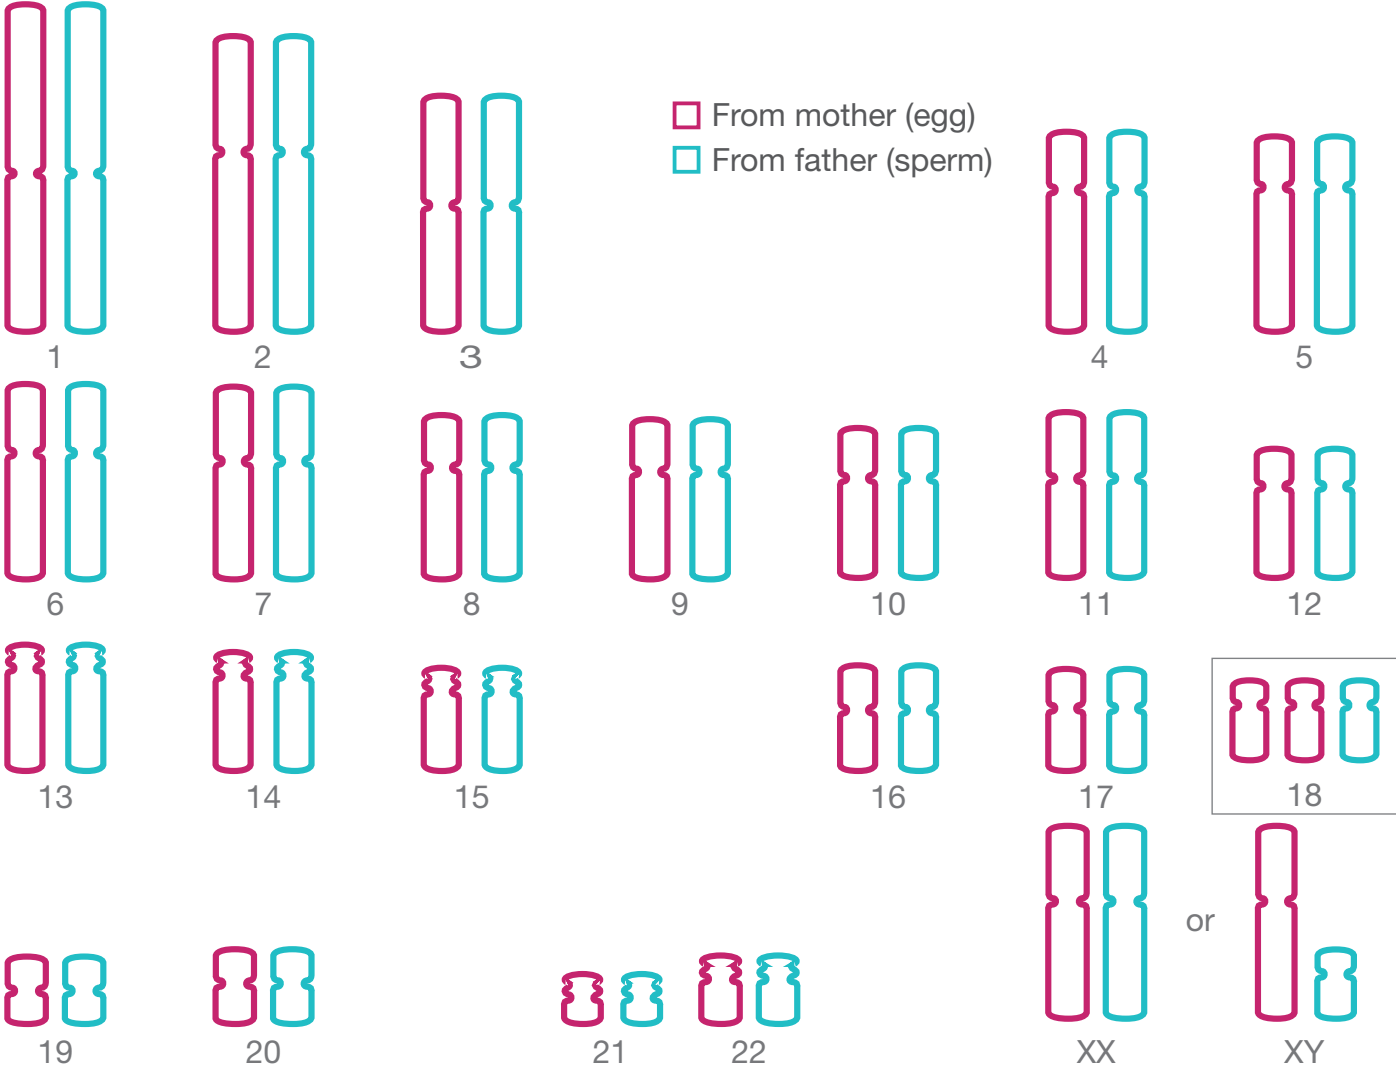 From mother (egg)
From father (sperm)
1 2 3 4 5
6 7 8 9 10 11 12
13 14 15 16 17 18
or
19 20 21 22 XX XY